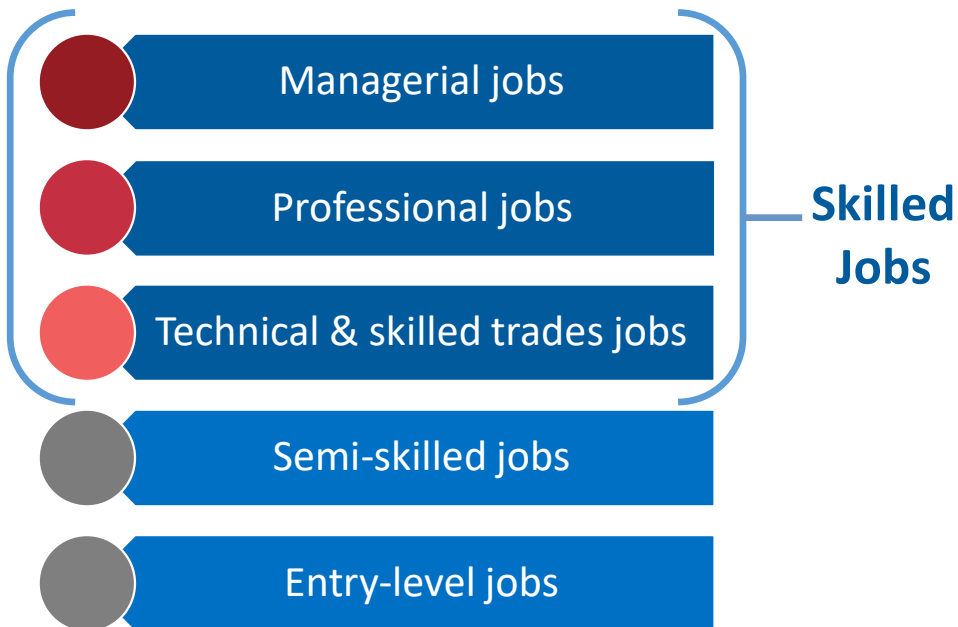 Managerial jobs
Professional jobs
Skilled
Jobs
Technical & skilled trades jobs
Semi-skilled jobs
Entry-level jobs